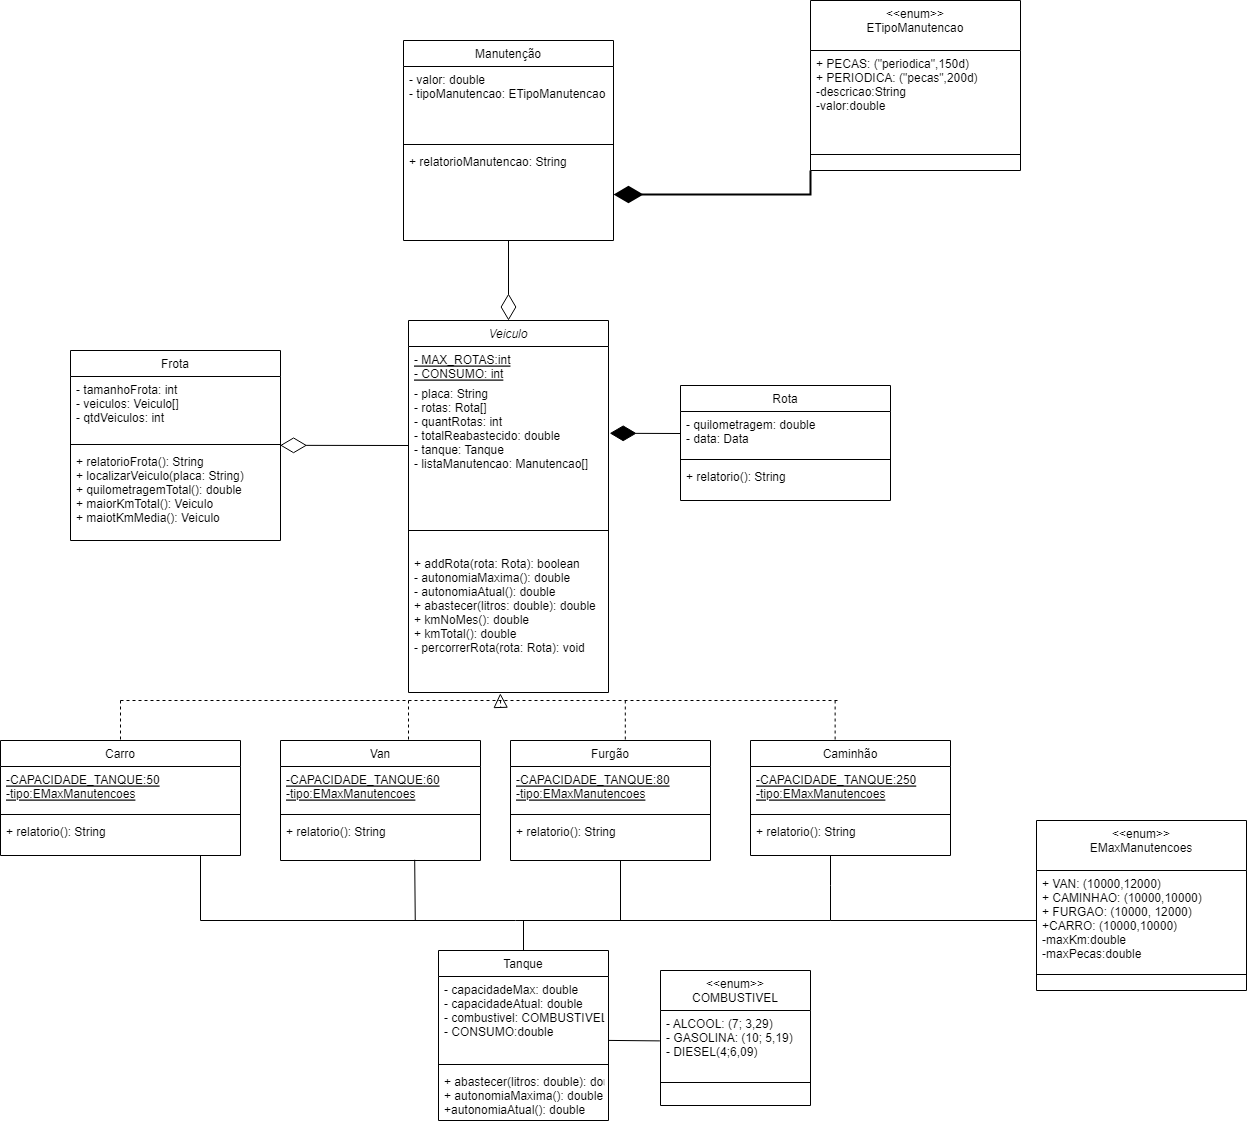 <<enum>>
ETipoManutencao
+ PECAS: ("periodica",150d)
+ PERIODICA: ("pecas",200d)
-descricao:String
-valor:double
Manutenção
- valor: double
- tipoManutencao: ETipoManutencao
+ relatorioManutencao: String
Veiculo
- MAX_ROTAS:int
- CONSUMO: int
- placa: String
- rotas: Rota[]
- quantRotas: int
- totalReabastecido: double
- tanque: Tanque
- listaManutencao: Manutencao[]
+ addRota(rota: Rota): boolean
- autonomiaMaxima(): double
- autonomiaAtual(): double
+ abastecer(litros: double): double
+ kmNoMes(): double
+ kmTotal(): double
- percorrerRota(rota: Rota): void
Frota
- tamanhoFrota: int
- veiculos: Veiculo[]
- qtdVeiculos: int
+ relatorioFrota(): String
+ localizarVeiculo(placa: String)
+ quilometragemTotal(): double
+ maiorKmTotal(): Veiculo
+ maiotKmMedia(): Veiculo
Rota
- quilometragem: double
- data: Data
+ relatorio(): String
Carro
-CAPACIDADE_TANQUE:50
-tipo:EMaxManutencoes
+ relatorio(): String
Van
-CAPACIDADE_TANQUE:60
-tipo:EMaxManutencoes
+ relatorio(): String
Furgão
-CAPACIDADE_TANQUE:80
-tipo:EMaxManutencoes
+ relatorio(): String
Caminhão
-CAPACIDADE_TANQUE:250
-tipo:EMaxManutencoes
+ relatorio(): String
<<enum>>
EMaxManutencoes
+ VAN: (10000,12000)
+ CAMINHAO: (10000,10000)
+ FURGAO: (10000, 12000)
+CARRO: (10000,10000)
-maxKm:double
-maxPecas:double
Tanque
- capacidadeMax: double
- capacidadeAtual: double
- combustivel: COMBUSTIVEL
- CONSUMO:double
+ abastecer(litros: double): do
+ autonomiaMaxima(): double
+autonomiaAtual(): double
<<enum>>
COMBUSTIVEL
- ALCOOL: (7; 3,29)
- GASOLINA: (10; 5,19)
- DIESEL(4;6,09)